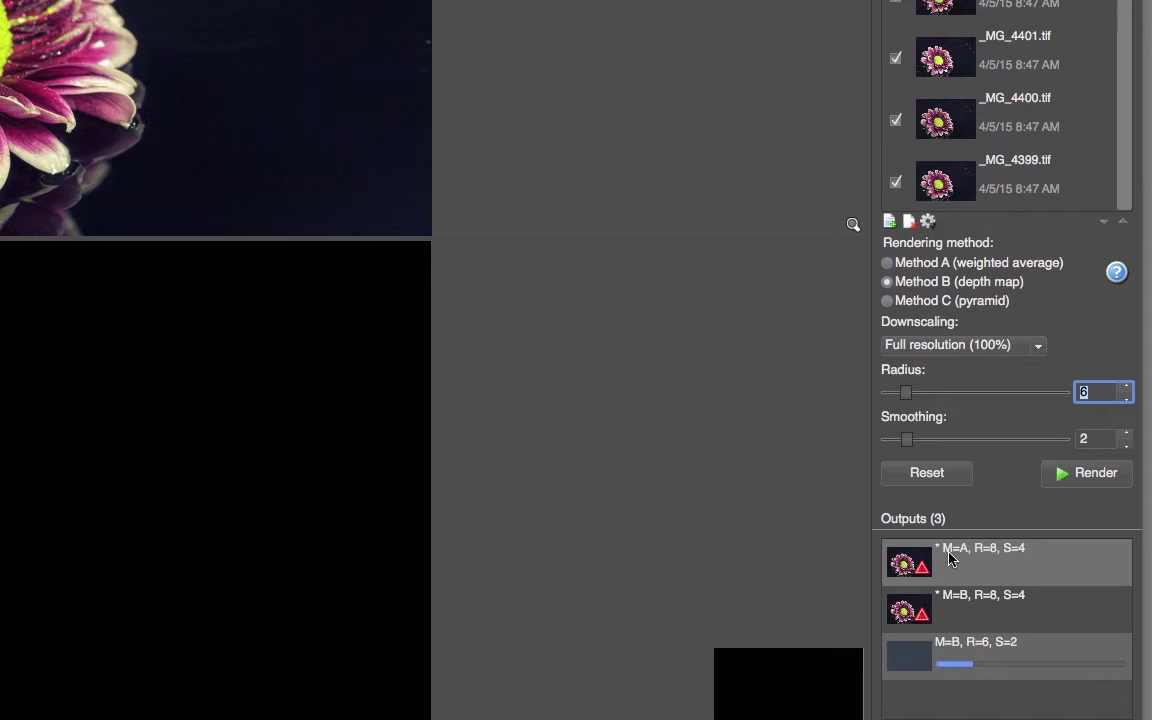 4/5/15 8:47 AM
_MG_4401.tif
4/5/15 8:47 AM
_MG_4400.tif
4/5/15 8:47 AM
_MG_4399.tif
4/5/15 8:47 AM
Rendering method:
Method A (weighted average)
Method B (depth map)
Method C (pyramid)
Downscaling:
Full resolution (100%)
Radius:
6
Smoothing:
2
Reset
Render
Outputs (3)
* M=A, R=8, S=4
* M=B, R=8, S=4
M=B, R=6, S=2